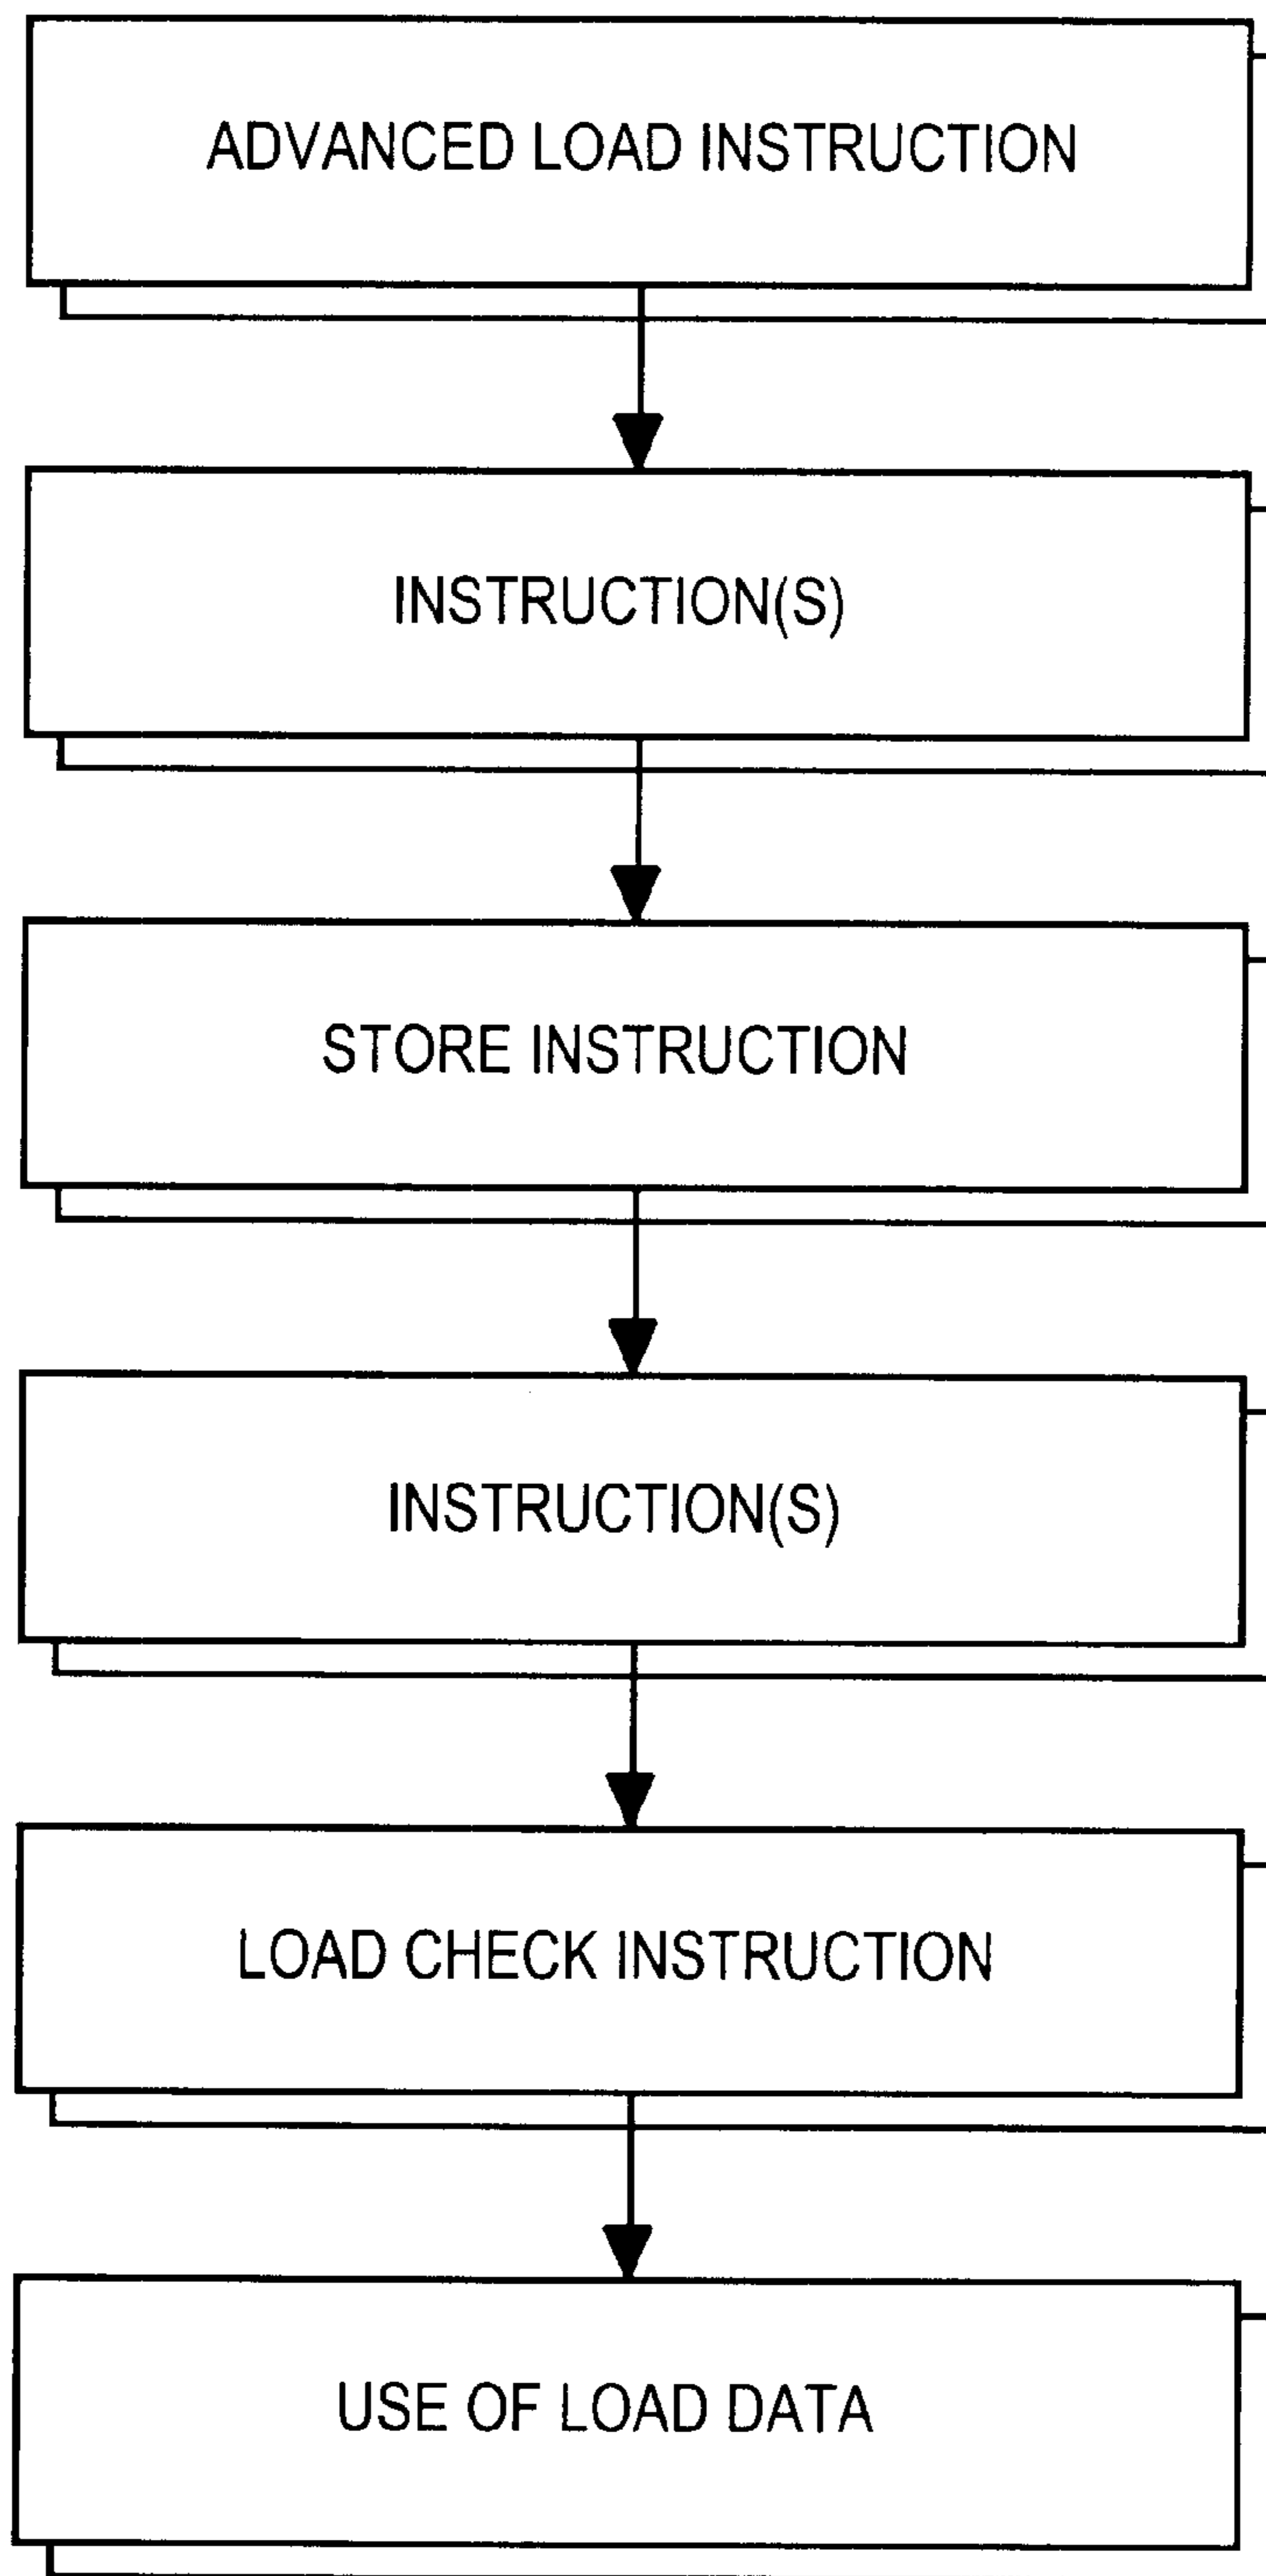 ADVANCED LOAD INSTRUCTION
INSTRUCTION(S)
STORE INSTRUCTION
INSTRUCTION(S)
LOAD CHECK INSTRUCTION
USE OF LOAD DATA